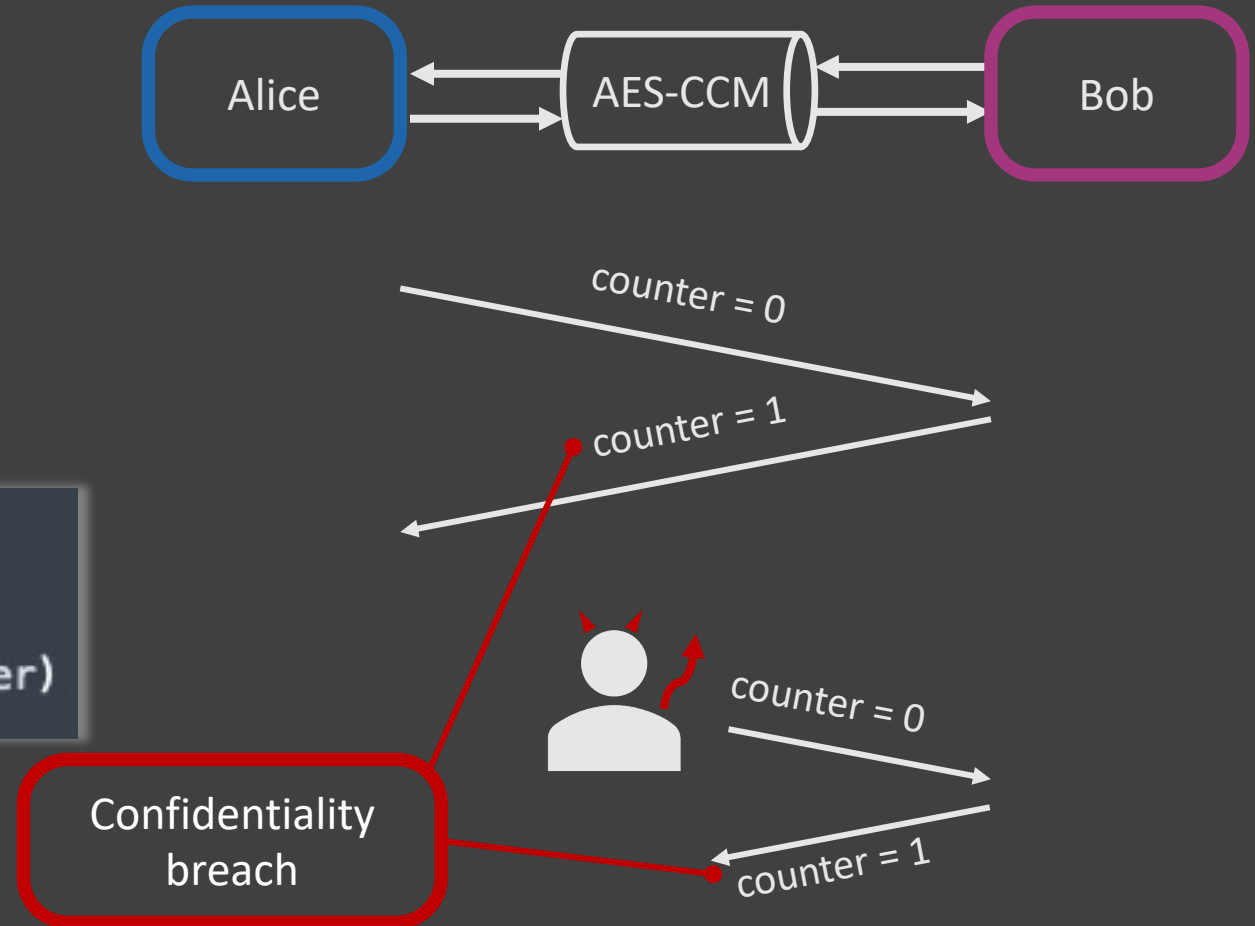 Alice
AES-CCM
Bob
counter = 0
counter = 1
er)
counter = 0
Confidentiality
breach
counter = 1